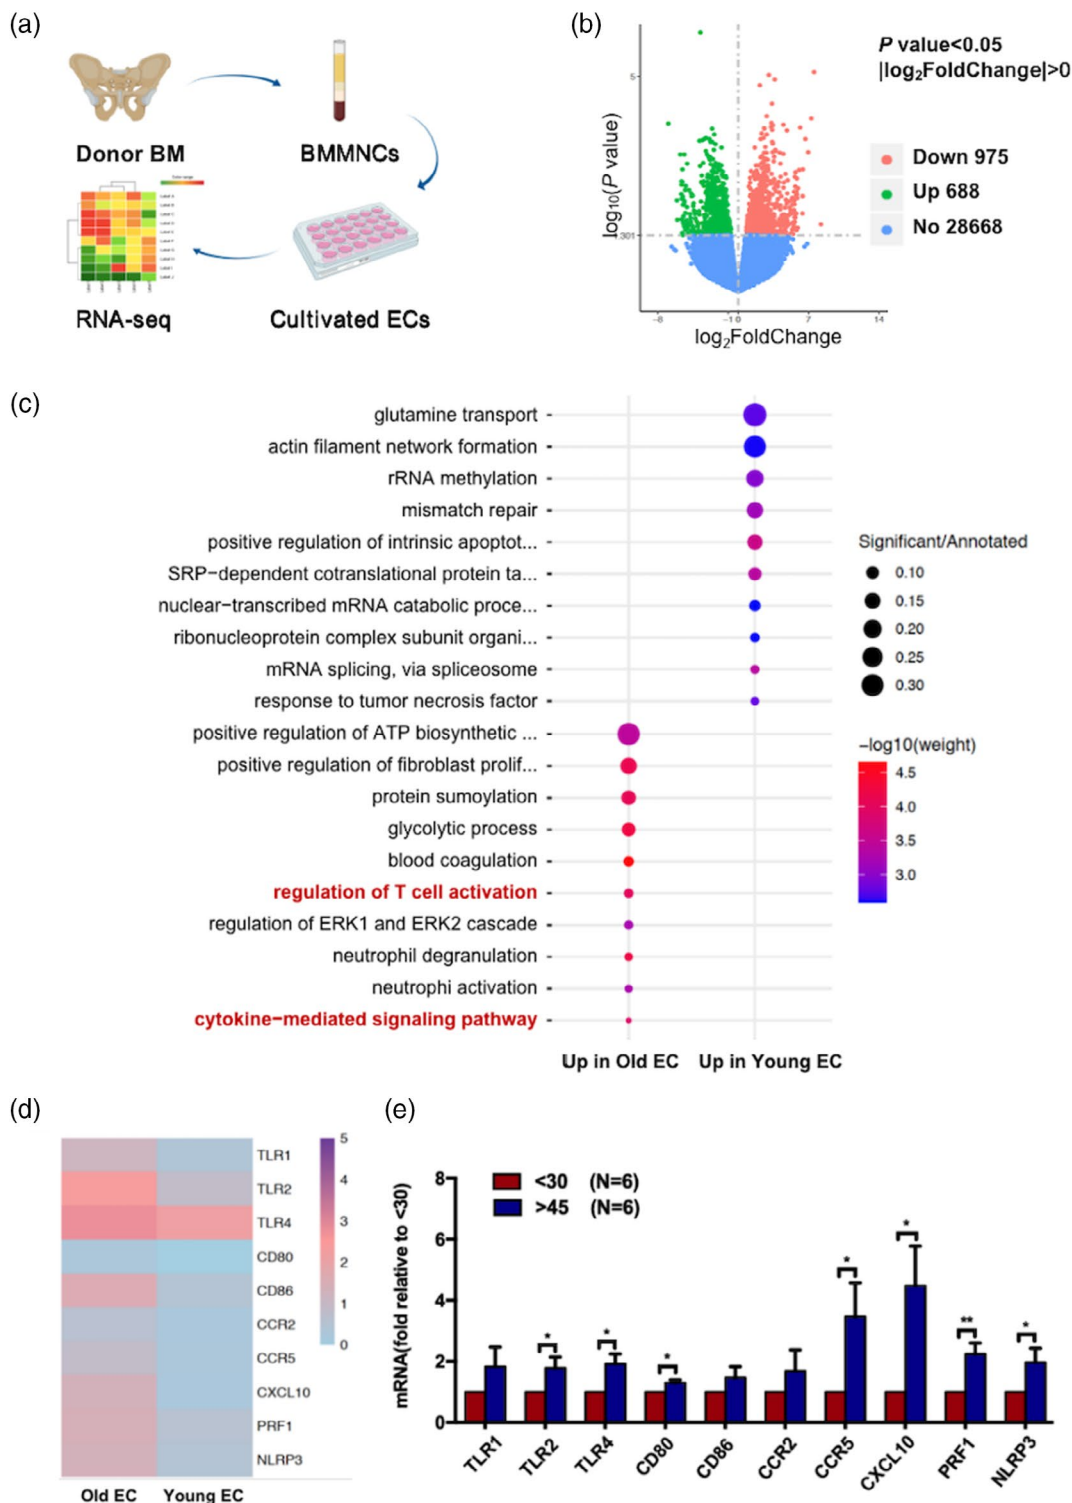 (a)
Donor BM
BMMNCs
RNA-seq
Cultivated ECs
(b)
P value<0.05
|log2FoldChange|>0
Down 975
Up 688
No 28668
log10(P value)
5
1.301
-8
-1 0
7
14
log2FoldChange
(c)
glutamine transport
actin filament network formation
rRNA methylation
mismatch repair
positive regulation of intrinsic apoptot...
SRP−dependent cotranslational protein ta...
nuclear−transcribed mRNA catabolic proce...
ribonucleoprotein complex subunit organi...
mRNA splicing, via spliceosome
response to tumor necrosis factor
positive regulation of ATP biosynthetic ...
positive regulation of fibroblast prolif...
protein sumoylation
glycolytic process
blood coagulation
regulation of T cell activation
regulation of ERK1 and ERK2 cascade
neutrophil degranulation
neutrophi activation
cytokine−mediated signaling pathway
Up in Old EC
Up in Young EC
Significant/Annotated
0.10
0.15
0.20
0.25
0.30
−log10(weight)
4.5
4.0
3.5
3.0
(d)
TLR1
TLR2
TLR4
CD80
CD86
CCR2
CCR5
CXCL10
PRF1
NLRP3
5
4
3
2
1
0
Old EC
Young EC
(e)
mRNA(fold relative to <30)
8
6
4
2
0
<30 (N=6)
>45 (N=6)
*
*
*
*
*
**
*
TLR1
TLR2
TLR4
CD80
CD86
CCR2
CCR5
CXCL10
PRF1
NLRP3